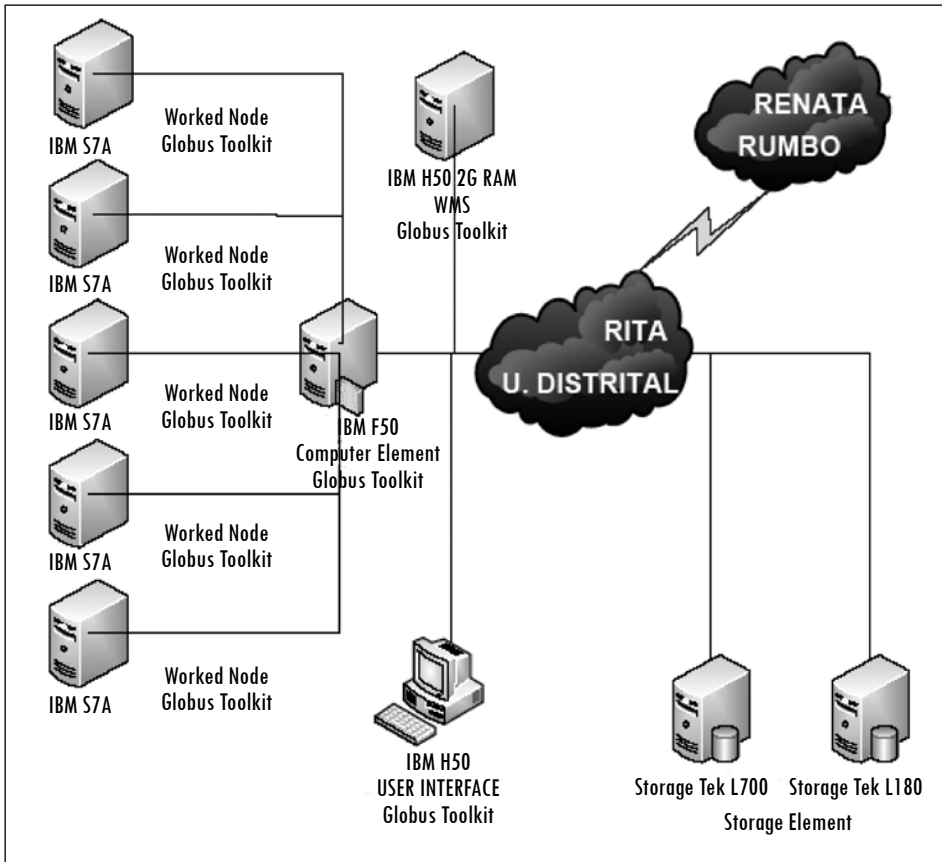 IBM S7A
Worked Node
Globus Toolkit
IBM S7A
Worked Node
Globus Toolkit
IBM S7A
Worked Node
Globus Toolkit
IBM S7A
Worked Node
Globus Toolkit
IBM S7A
Worked Node
Globus Toolkit
IBM H50 2G RAM
WMS
Globus Toolkit
IBM F50
Computer Element
Globus Toolkit
IBM H50
USER INTERFACE
Globus Toolkit
RENATA
RUMBO
RITA
U. DISTRITAL
Storage Tek L700
Storage Tek L180
Storage Element